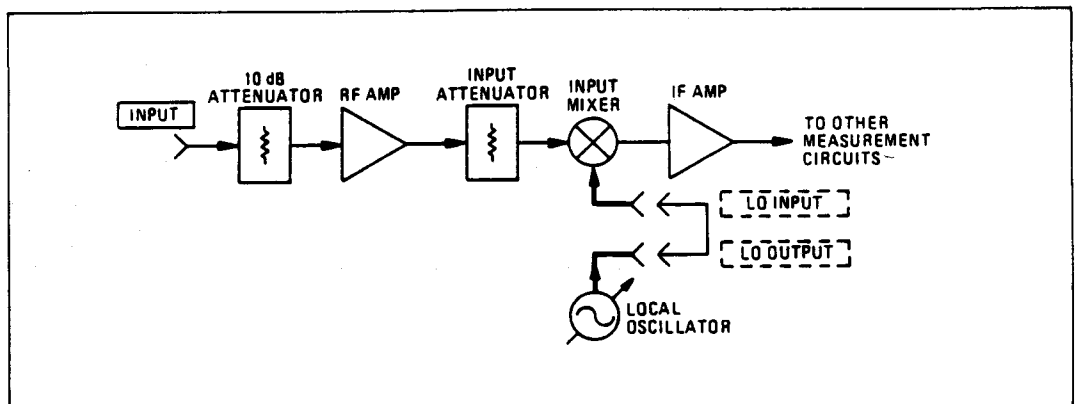 INPUT
10 dB
ATTENUATOR
RF AMP
INPUT
ATTENUATOR
INPUT
MIXER
IF AMP
TO OTHER
MEASUREMENT
CIRCUITS
LO INPUT
LO OUTPUT
LOCAL
OSCILLATOR